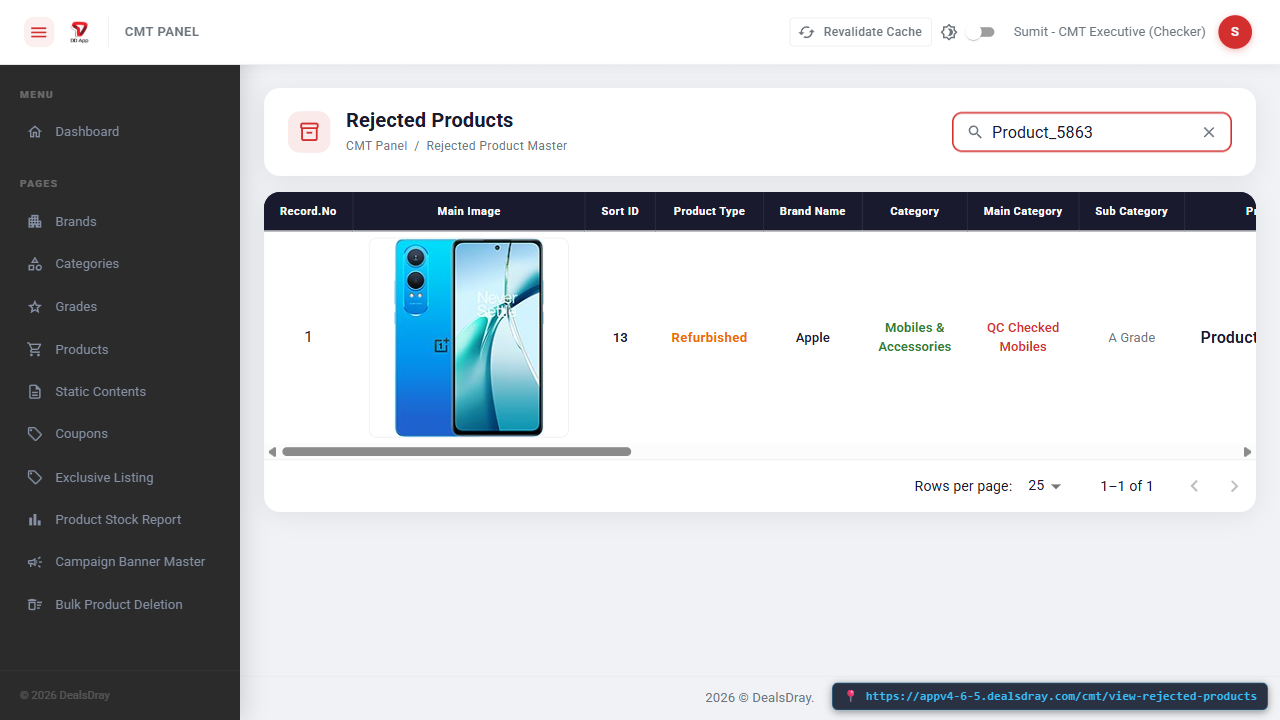 DD App
CMT PANEL
Revalidate Cache
Sumit - CMT Executive (Checker)
S
MENU
Dashboard
PAGES
Brands
Categories
Grades
Products
Static Contents
Coupons
Exclusive Listing
Product Stock Report
Campaign Banner Master
Bulk Product Deletion
© 2026 DealsDray
Rejected Products
CMT Panel / Rejected Product Master
Product_5863
Record.No Main Image Sort ID Product Type Brand Name Category Main Category Sub Category Pr
Never
Settle
1 13 Refurbished Apple Mobiles & Accessories QC Checked Mobiles A Grade Product
Rows per page: 25 1–1 of 1
2026 © DealsDray.
https://appv4-6-5.dealsdray.com/cmt/view-rejected-products